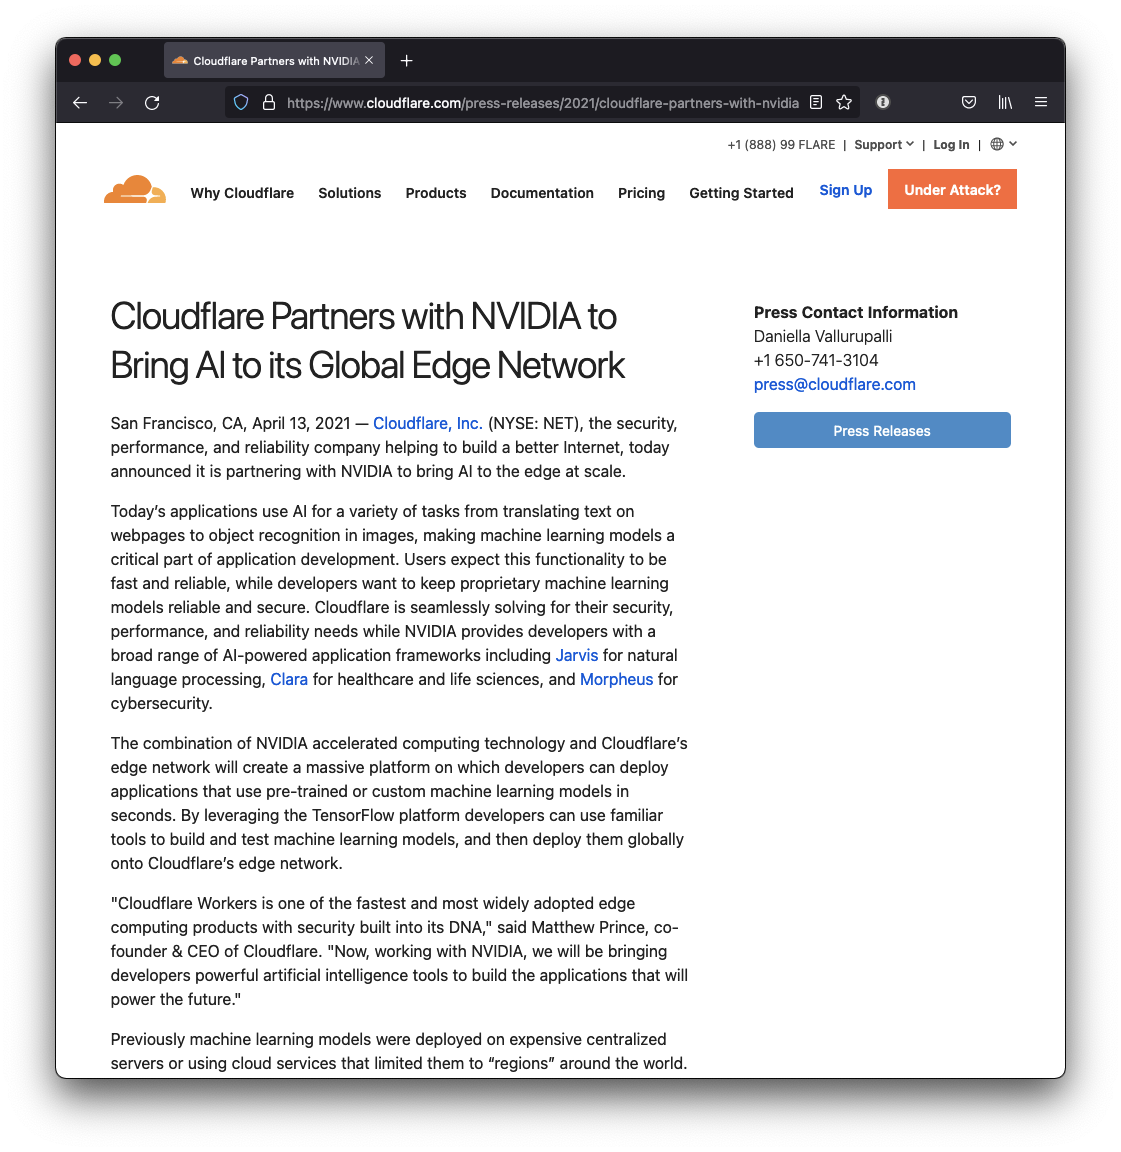 Cloudflare Partners with NVIDIA
https://www.cloudflare.com/press-releases/2021/cloudflare-partners-with-nvidia
+1 (888) 99 FLARE | Support | Log In |
Why Cloudflare Solutions Products Documentation Pricing Getting Started Sign Up Under Attack?
Cloudflare Partners with NVIDIA to
Bring AI to its Global Edge Network
San Francisco, CA, April 13, 2021 — Cloudflare, Inc. (NYSE: NET), the security,
performance, and reliability company helping to build a better Internet, today
announced it is partnering with NVIDIA to bring AI to the edge at scale.
Today’s applications use AI for a variety of tasks from translating text on
webpages to object recognition in images, making machine learning models a
critical part of application development. Users expect this functionality to be
fast and reliable, while developers want to keep proprietary machine learning
models reliable and secure. Cloudflare is seamlessly solving for their security,
performance, and reliability needs while NVIDIA provides developers with a
broad range of AI-powered application frameworks including Jarvis for natural
language processing, Clara for healthcare and life sciences, and Morpheus for
cybersecurity.
The combination of NVIDIA accelerated computing technology and Cloudflare’s
edge network will create a massive platform on which developers can deploy
applications that use pre-trained or custom machine learning models in
seconds. By leveraging the TensorFlow platform developers can use familiar
tools to build and test machine learning models, and then deploy them globally
onto Cloudflare’s edge network.
"Cloudflare Workers is one of the fastest and most widely adopted edge
computing products with security built into its DNA," said Matthew Prince, co-
founder & CEO of Cloudflare. "Now, working with NVIDIA, we will be bringing
developers powerful artificial intelligence tools to build the applications that will
power the future."
Previously machine learning models were deployed on expensive centralized
servers or using cloud services that limited them to “regions” around the world.
Press Contact Information
Daniella Vallurupalli
+1 650-741-3104
press@cloudflare.com
Press Releases